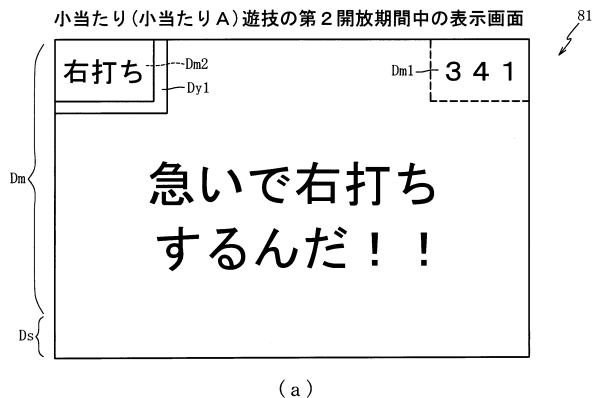 小当たり(小当たりA)遊技の第2開放期間中の表示画面
81
右打ち
Dm2
Dy1
Dm1
341
Dm
急いで右打ち
するんだ!!
Ds
(a)